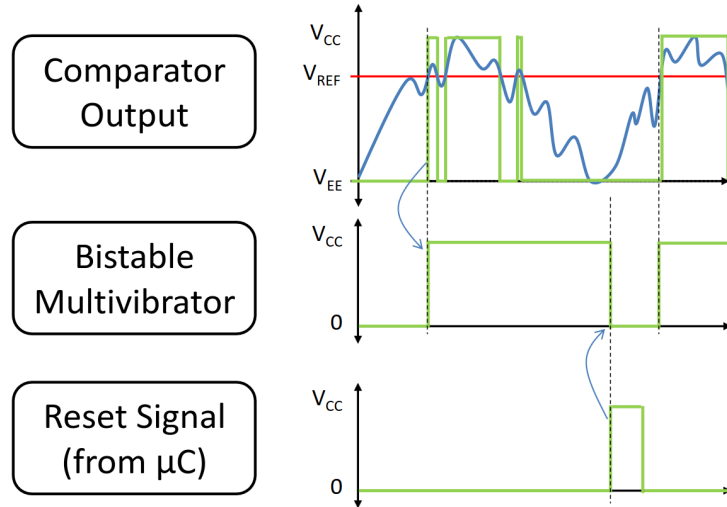 Comparator
Output
V_CC
V_REF
V_EE
Bistable
Multivibrator
V_CC
0
Reset Signal
(from µC)
V_CC
0